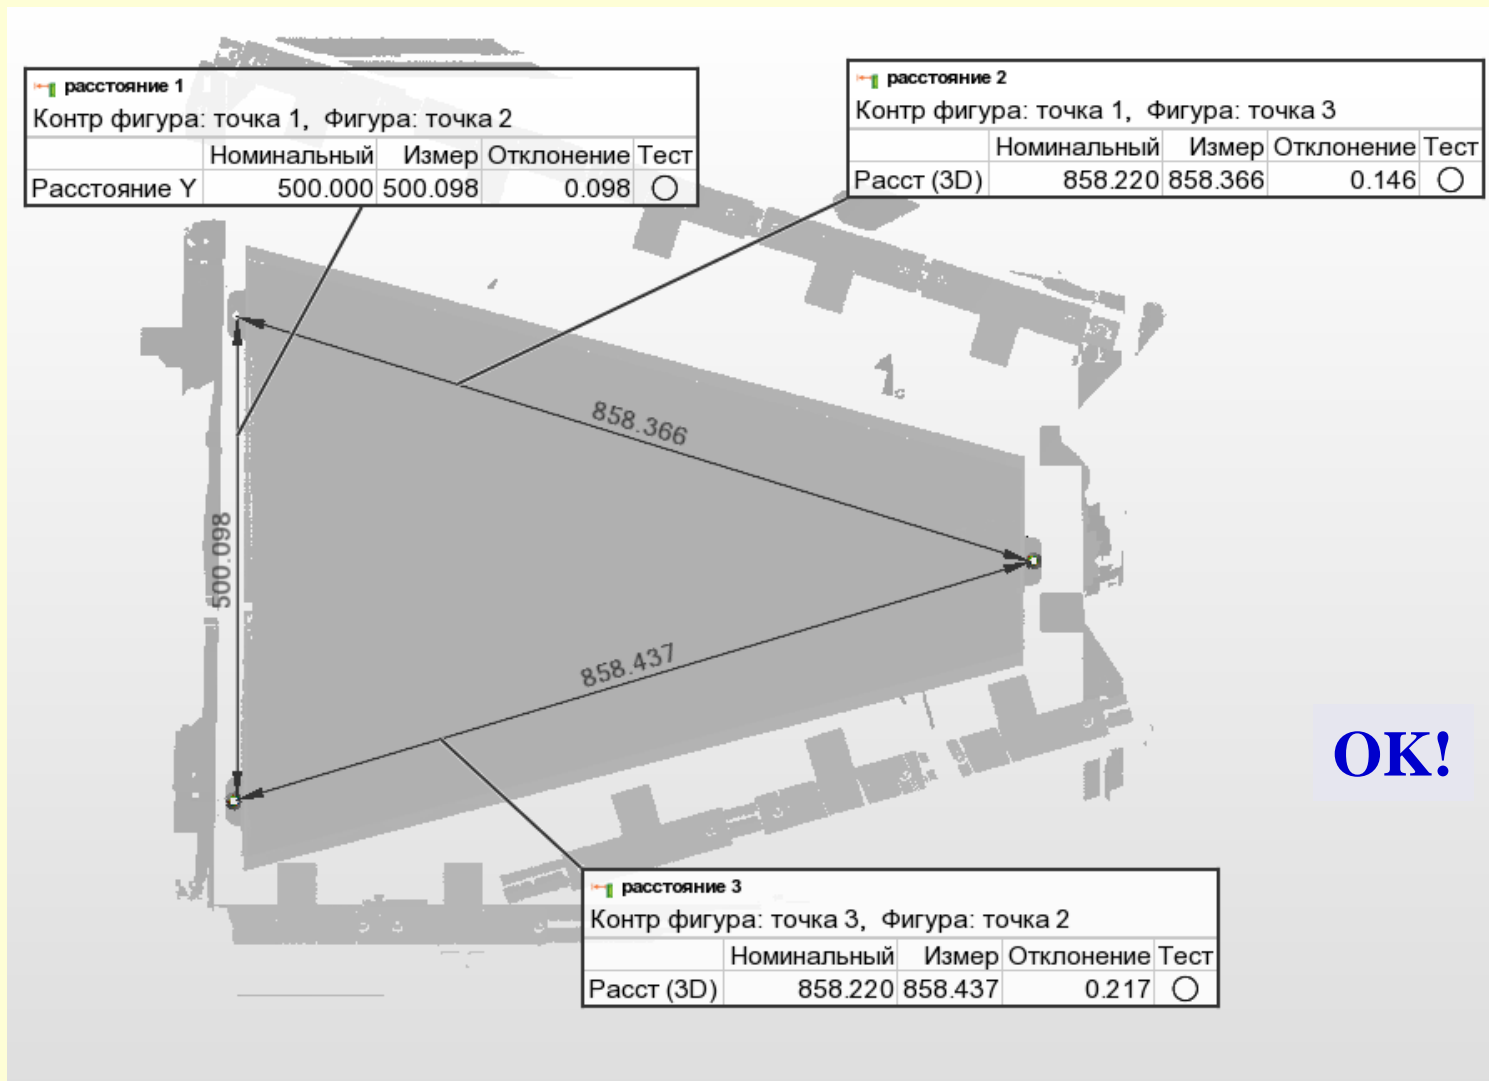 расстояние 1
Контр фигура: точка 1, Фигура: точка 2
Номинальный Измер Отклонение Тест
Расстояние Y 500.000 500.098 0.098
расстояние 2
Контр фигура: точка 1, Фигура: точка 3
Номинальный Измер Отклонение Тест
Расст (3D) 858.220 858.366 0.146
858.366
500.098
858.437
OK!
расстояние 3
Контр фигура: точка 3, Фигура: точка 2
Номинальный Измер Отклонение Тест
Расст (3D) 858.220 858.437 0.217